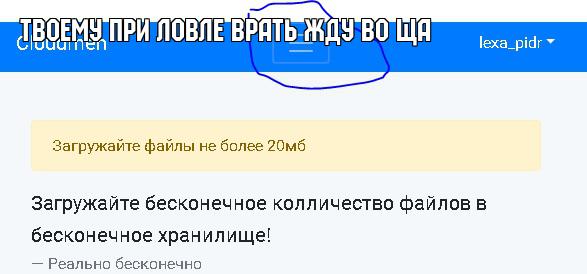 ТВОЕМУ ПРИ ЛОВЛЕ ВРАТЬ ЖДУ ВО ЩА
Cloudmen
lexa_pidr
Загружайте файлы не более 20мб
Загружайте бесконечное колличество файлов в
бесконечное хранилище!
— Реально бесконечно